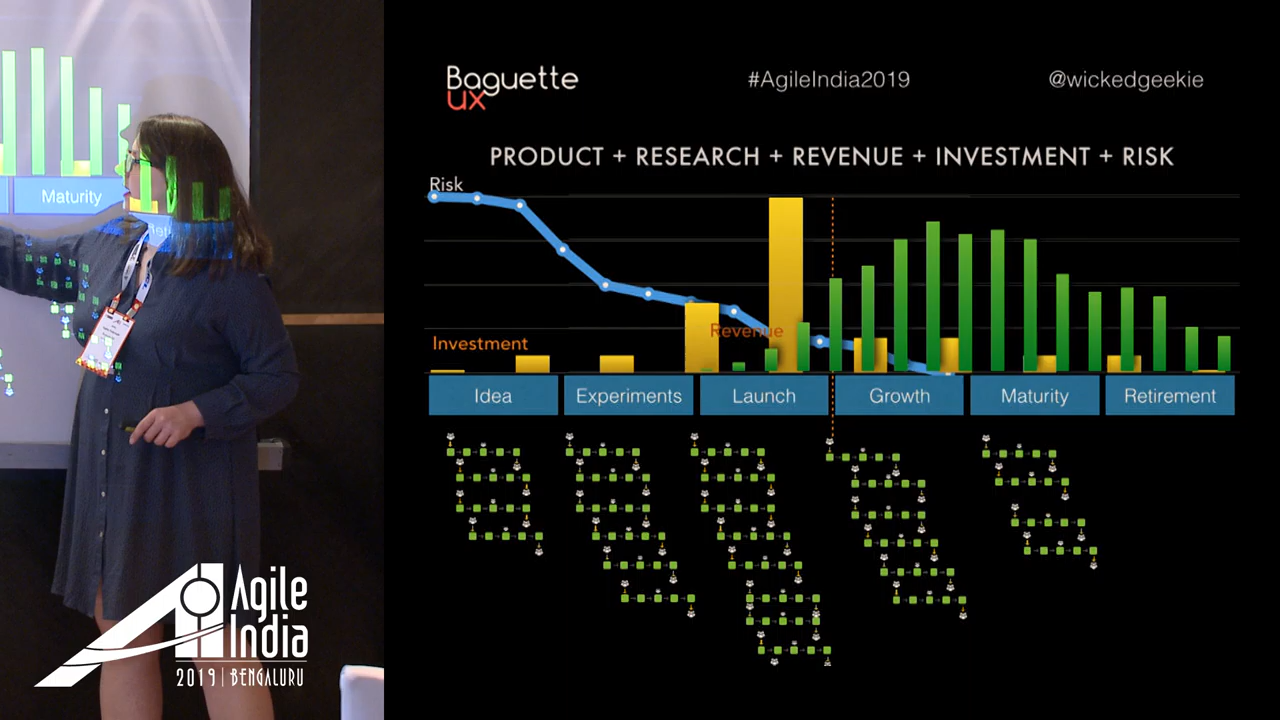 Baguette
ux
#AgileIndia2019
@wickedgeekie
PRODUCT + RESEARCH + REVENUE + INVESTMENT + RISK
Risk
Revenue
Investment
Idea
Experiments
Launch
Growth
Maturity
Retirement
Maturity
Agile
India
2019 | BENGALURU